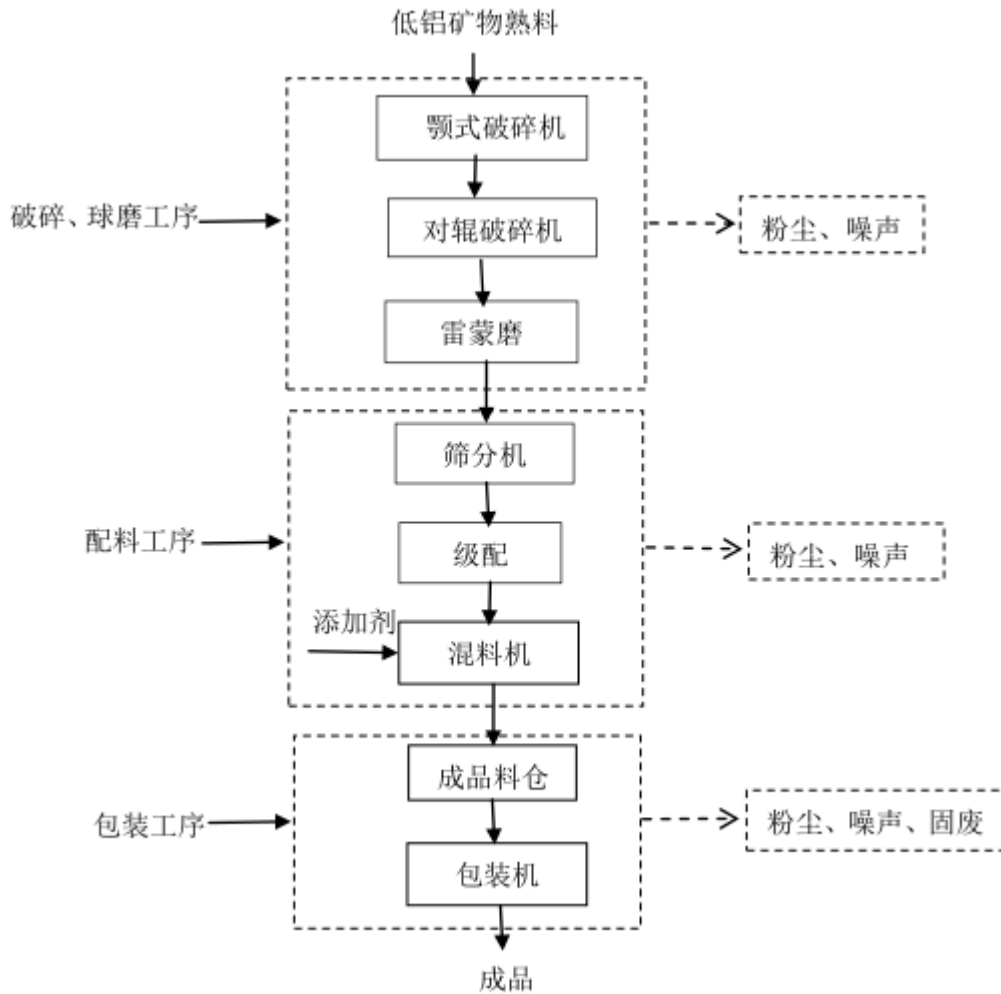 低铝矿物熟料
颚式破碎机
破碎、球磨工序
对辊破碎机
粉尘、噪声
雷蒙磨
筛分机
配料工序
级配
粉尘、噪声
添加剂
混料机
成品料仓
包装工序
粉尘、噪声、固废
包装机
成品